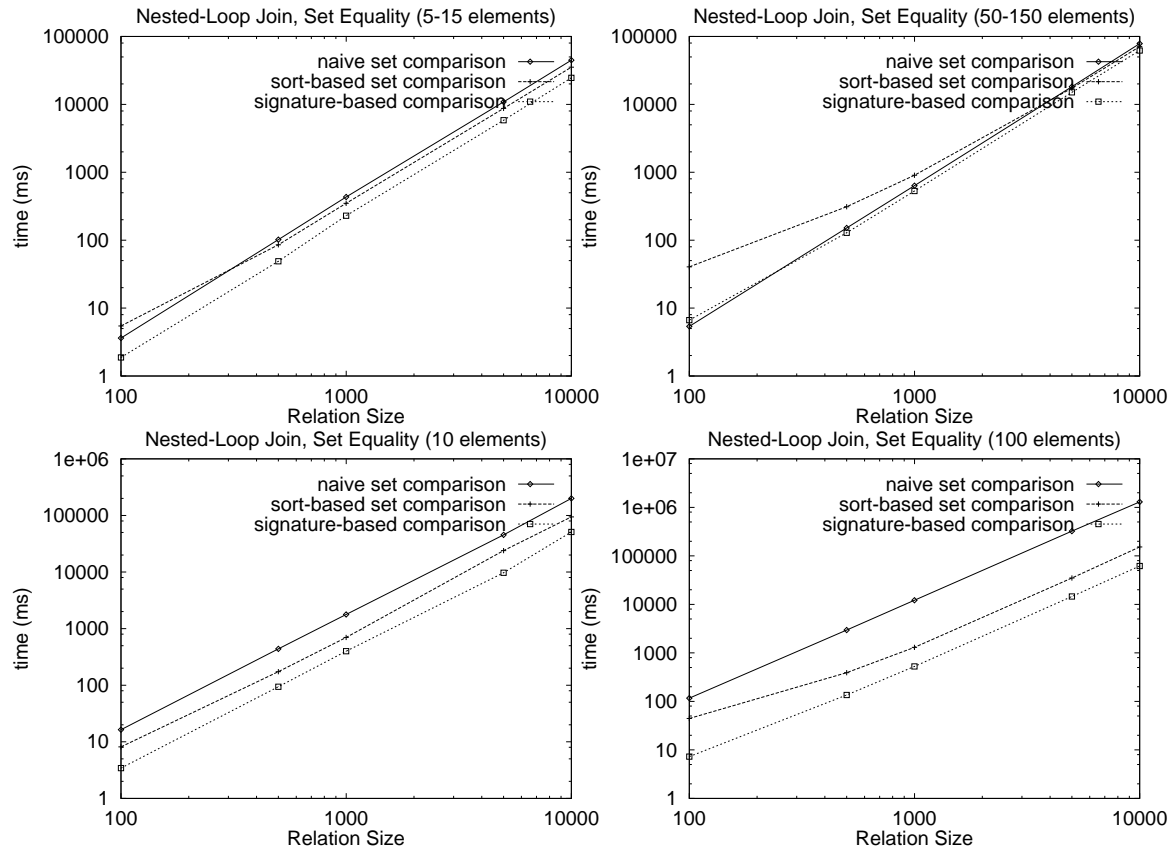 Nested-Loop Join, Set Equality (5-15 elements)
100000
10000
1000
100
10
1
time (ms)
naive set comparison
sort-based set comparison
signature-based comparison
100
1000
10000
Relation Size
Nested-Loop Join, Set Equality (50-150 elements)
100000
10000
1000
100
10
1
time (ms)
naive set comparison
sort-based set comparison
signature-based comparison
100
1000
10000
Relation Size
Nested-Loop Join, Set Equality (10 elements)
1e+06
100000
10000
1000
100
10
1
time (ms)
naive set comparison
sort-based set comparison
signature-based comparison
100
1000
10000
Relation Size
Nested-Loop Join, Set Equality (100 elements)
1e+07
1e+06
100000
10000
1000
100
10
1
time (ms)
naive set comparison
sort-based set comparison
signature-based comparison
100
1000
10000
Relation Size